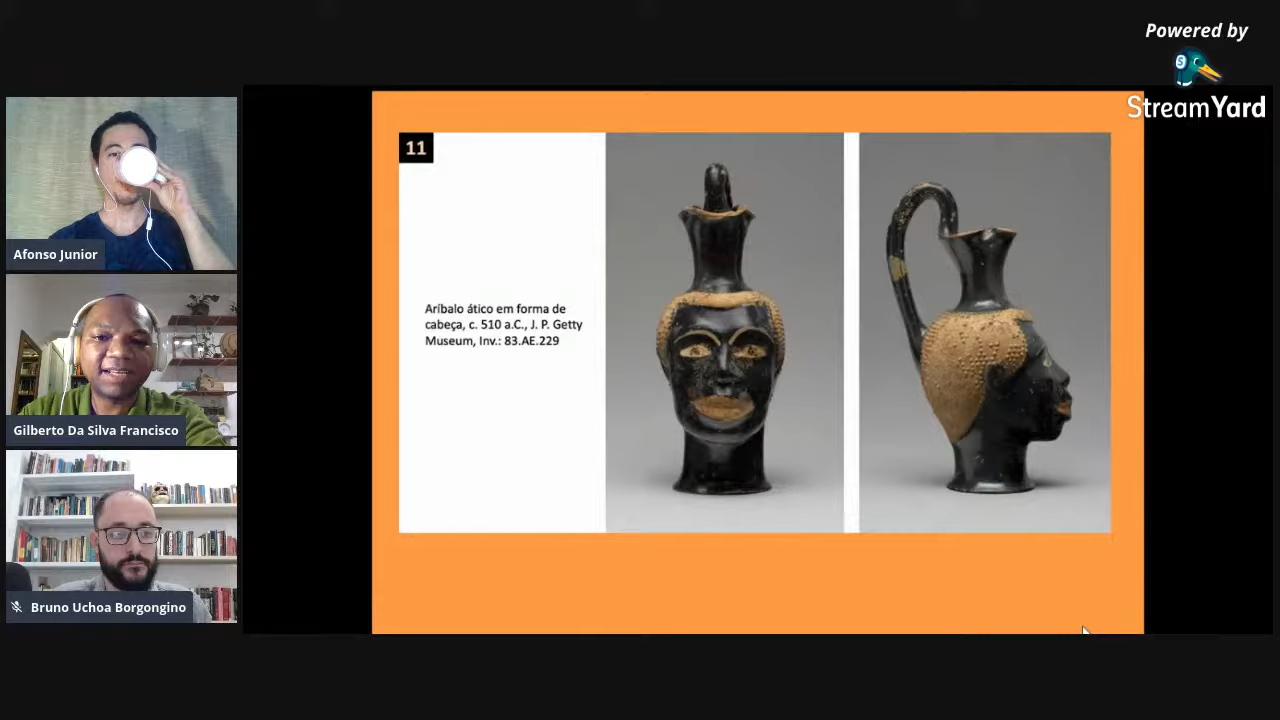 Powered by
StreamYard
Afonso Junior
Gilberto Da Silva Francisco
Bruno Uchoa Borgongino
11
Aríbalo ático em forma de
cabeça, c. 510 a.C., J. P. Getty
Museum, Inv.: 83.AE.229